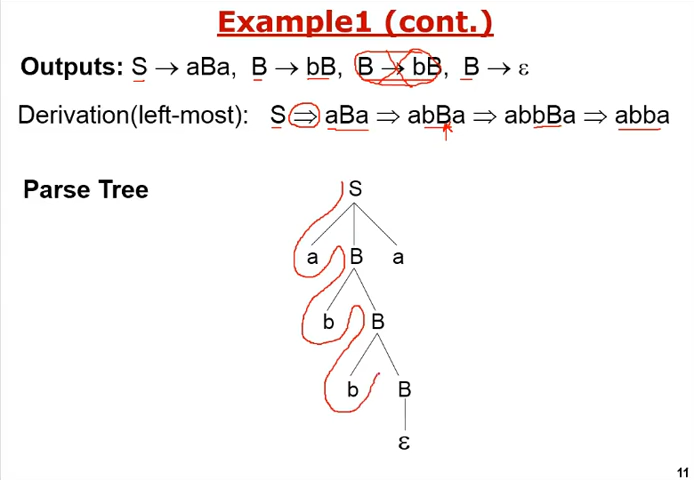 Example1 (cont.)
Outputs: S → aBa, B → bB, B → bB, B → ε
Derivation(left-most): S ⇒ aBa ⇒ abBa ⇒ abbBa ⇒ abba
Parse Tree
S
a B a
b B
b B
ε
11